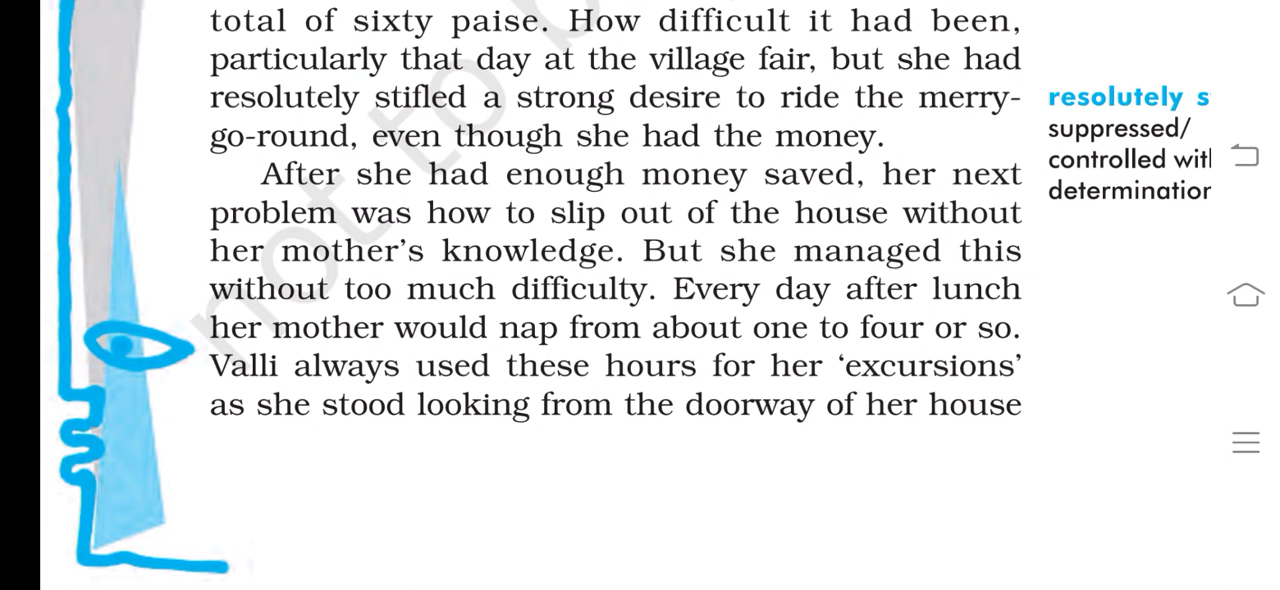 total of sixty paise. How difficult it had been,
particularly that day at the village fair, but she had
resolutely stifled a strong desire to ride the merry-
go-round, even though she had the money.
After she had enough money saved, her next
problem was how to slip out of the house without
her mother's knowledge. But she managed this
without too much difficulty. Every day after lunch
her mother would nap from about one to four or so.
Valli always used these hours for her ‘excursions’
as she stood looking from the doorway of her house
resolutely
suppressed/
controlled
not to b